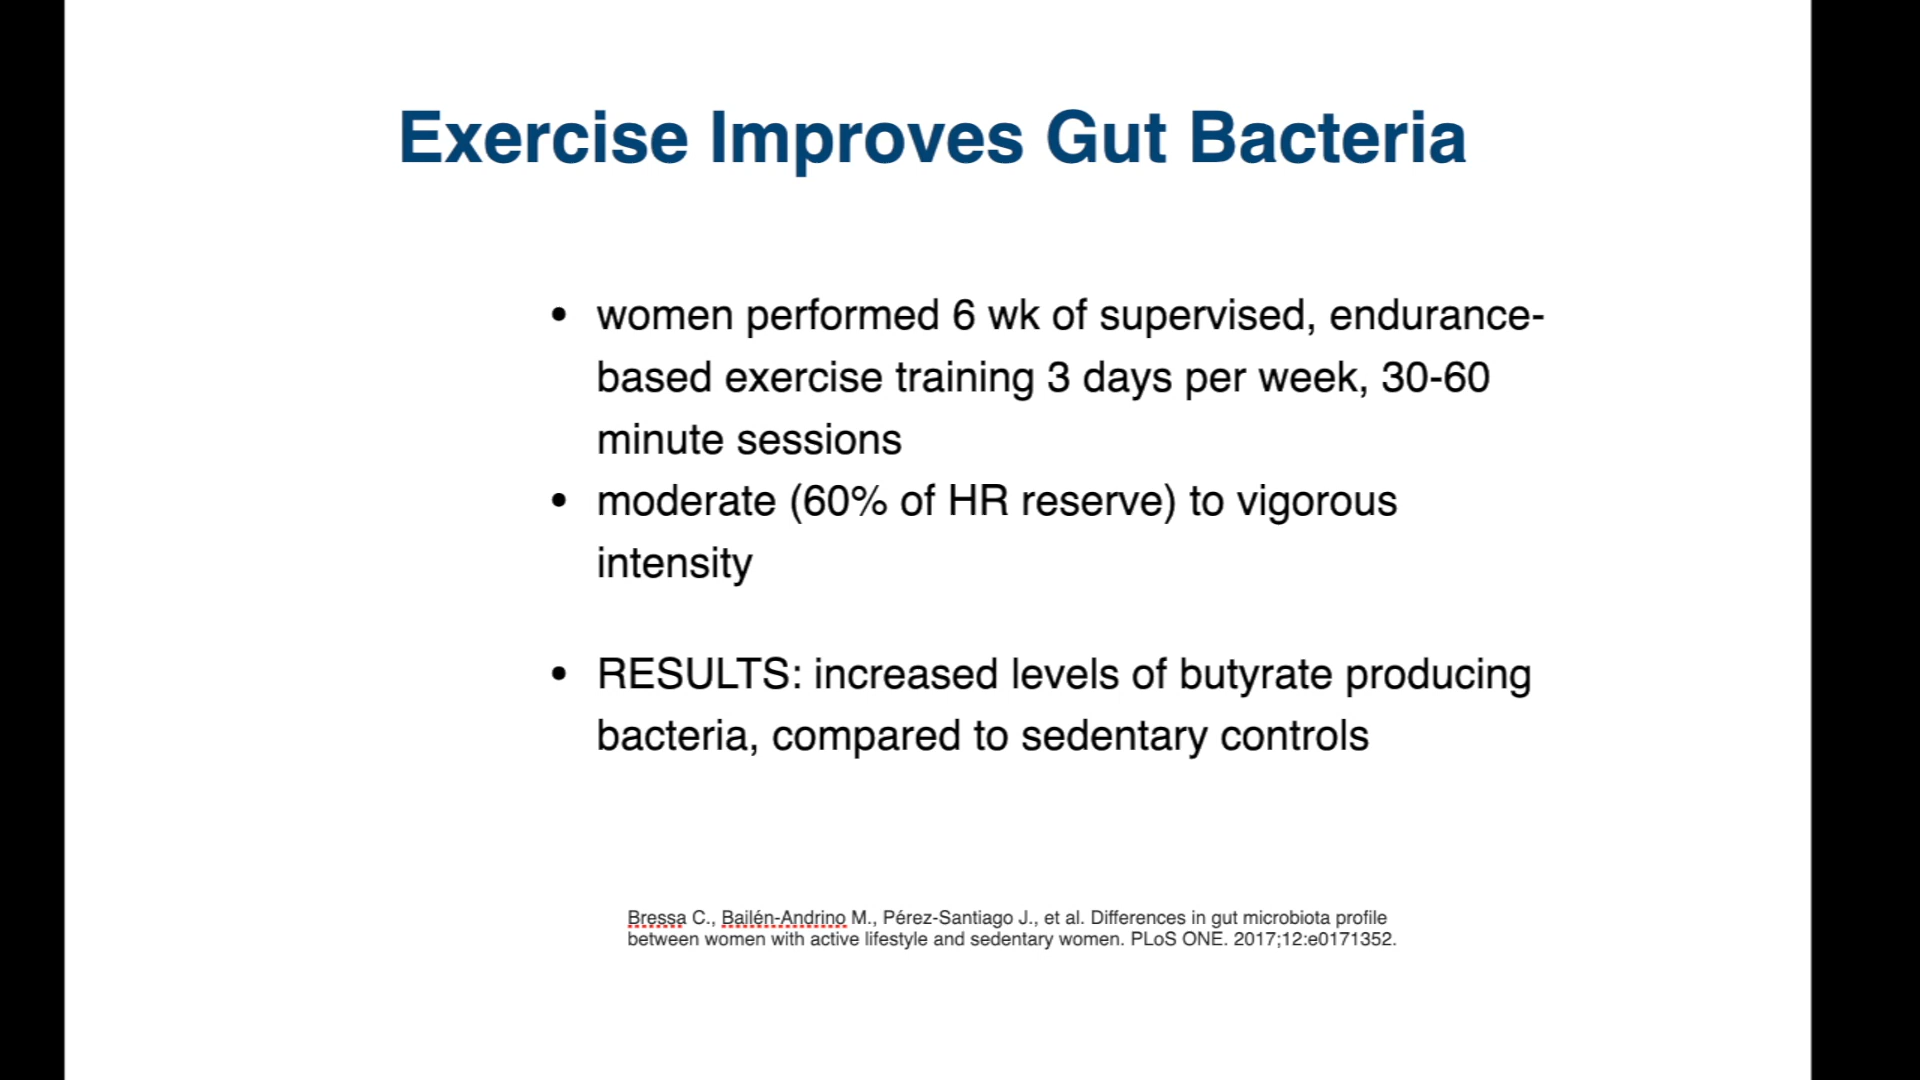 Exercise Improves Gut Bacteria
• women performed 6 wk of supervised, endurance-
based exercise training 3 days per week, 30-60
minute sessions
• moderate (60% of HR reserve) to vigorous
intensity
• RESULTS: increased levels of butyrate producing
bacteria, compared to sedentary controls
Bressa C., Bailén-Andrino M., Pérez-Santiago J., et al. Differences in gut microbiota profile
between women with active lifestyle and sedentary women. PLoS ONE. 2017;12:e0171352.